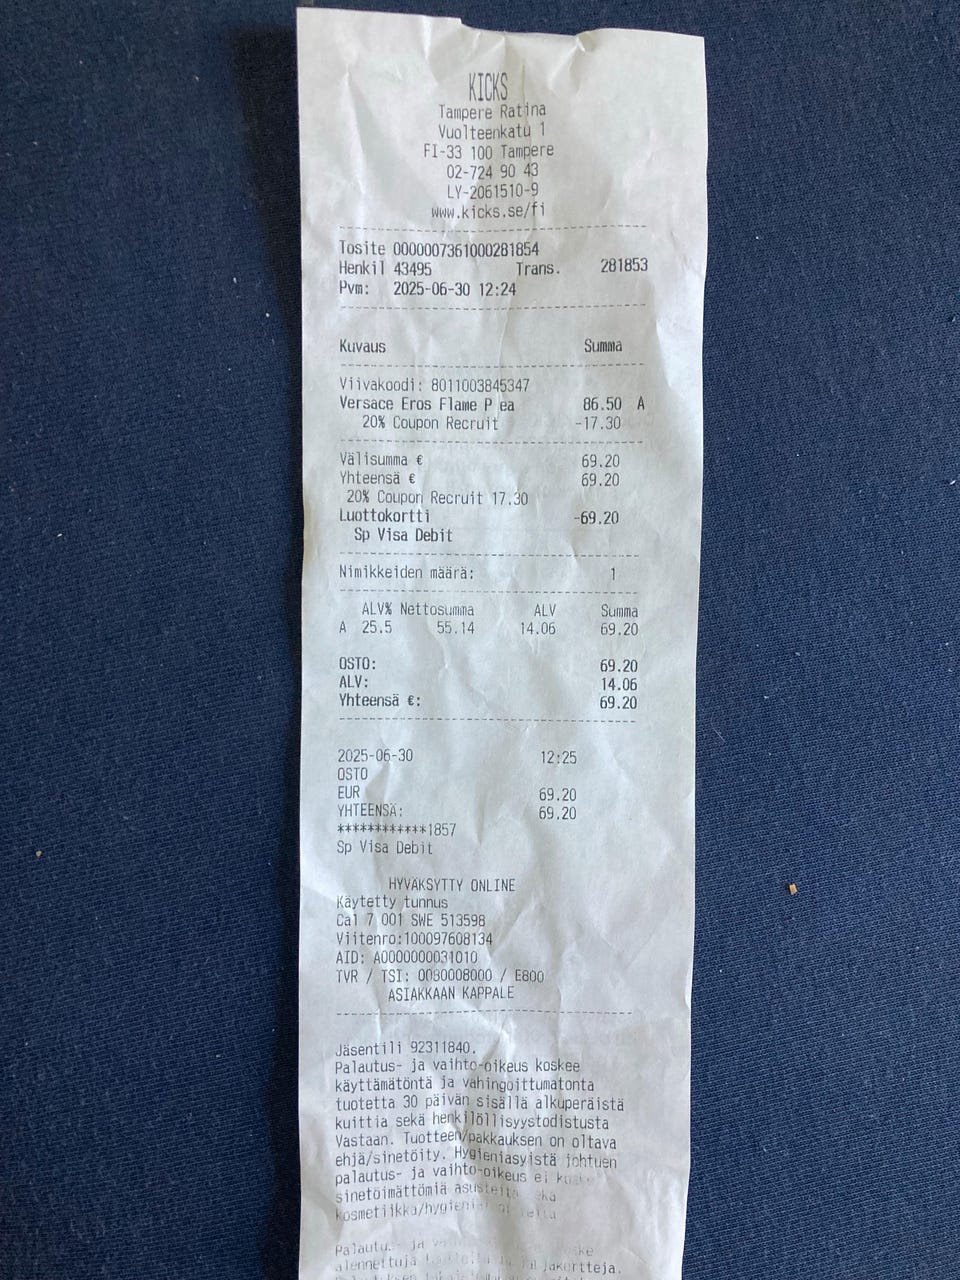 KICKS
Tampere Ratina
Vuolteenkatu 1
FI-33 100 Tampere
02-724 90 43
LY-2061510-9
www.kicks.se/fi
Tosite 0000007361000281854
Henkil 43495 Trans. 281853
Pvm: 2025-06-30 12:24
Kuvaus Summa
Viivakoodi: 8011003845347
Versace Eros Flame P ea 86.50 A
20% Coupon Recruit -17.30
Välisumma € 69.20
Yhteensä € 69.20
20% Coupon Recruit 17.30
Luottokortti -69.20
Sp Visa Debit
Nimikkeiden määrä: 1
ALV% Nettosumma ALV Summa
A 25.5 55.14 14.06 69.20
OSTO: 69.20
ALV: 14.06
Yhteensä €: 69.20
2025-06-30 12:25
OSTO
EUR 69.20
YHTEENSÄ: 69.20
************1857
Sp Visa Debit
HYVÄKSYTTY ONLINE
Käytetty tunnus
Ca1 7 001 SWE 513598
Viitenro:100097608134
AID: A0000000031010
TVR / TSI: 0080008000 / E800
ASIAKKAAN KAPPALE
Jäsentili 92311840.
Palautus- ja vaihto-oikeus koskee
käyttämätöntä ja vahingoittumatonta
tuotetta 30 päivän sisällä alkuperäistä
kuittia sekä henkilöllisyystodistusta
Vastaan. Tuotteen/pakkauksen on oltava
ehjä/sinetöity. Hygieniasyistä johtuen
palautus- ja vaihto-oikeus ei
sinetöimättömiä
ja
alennettuja